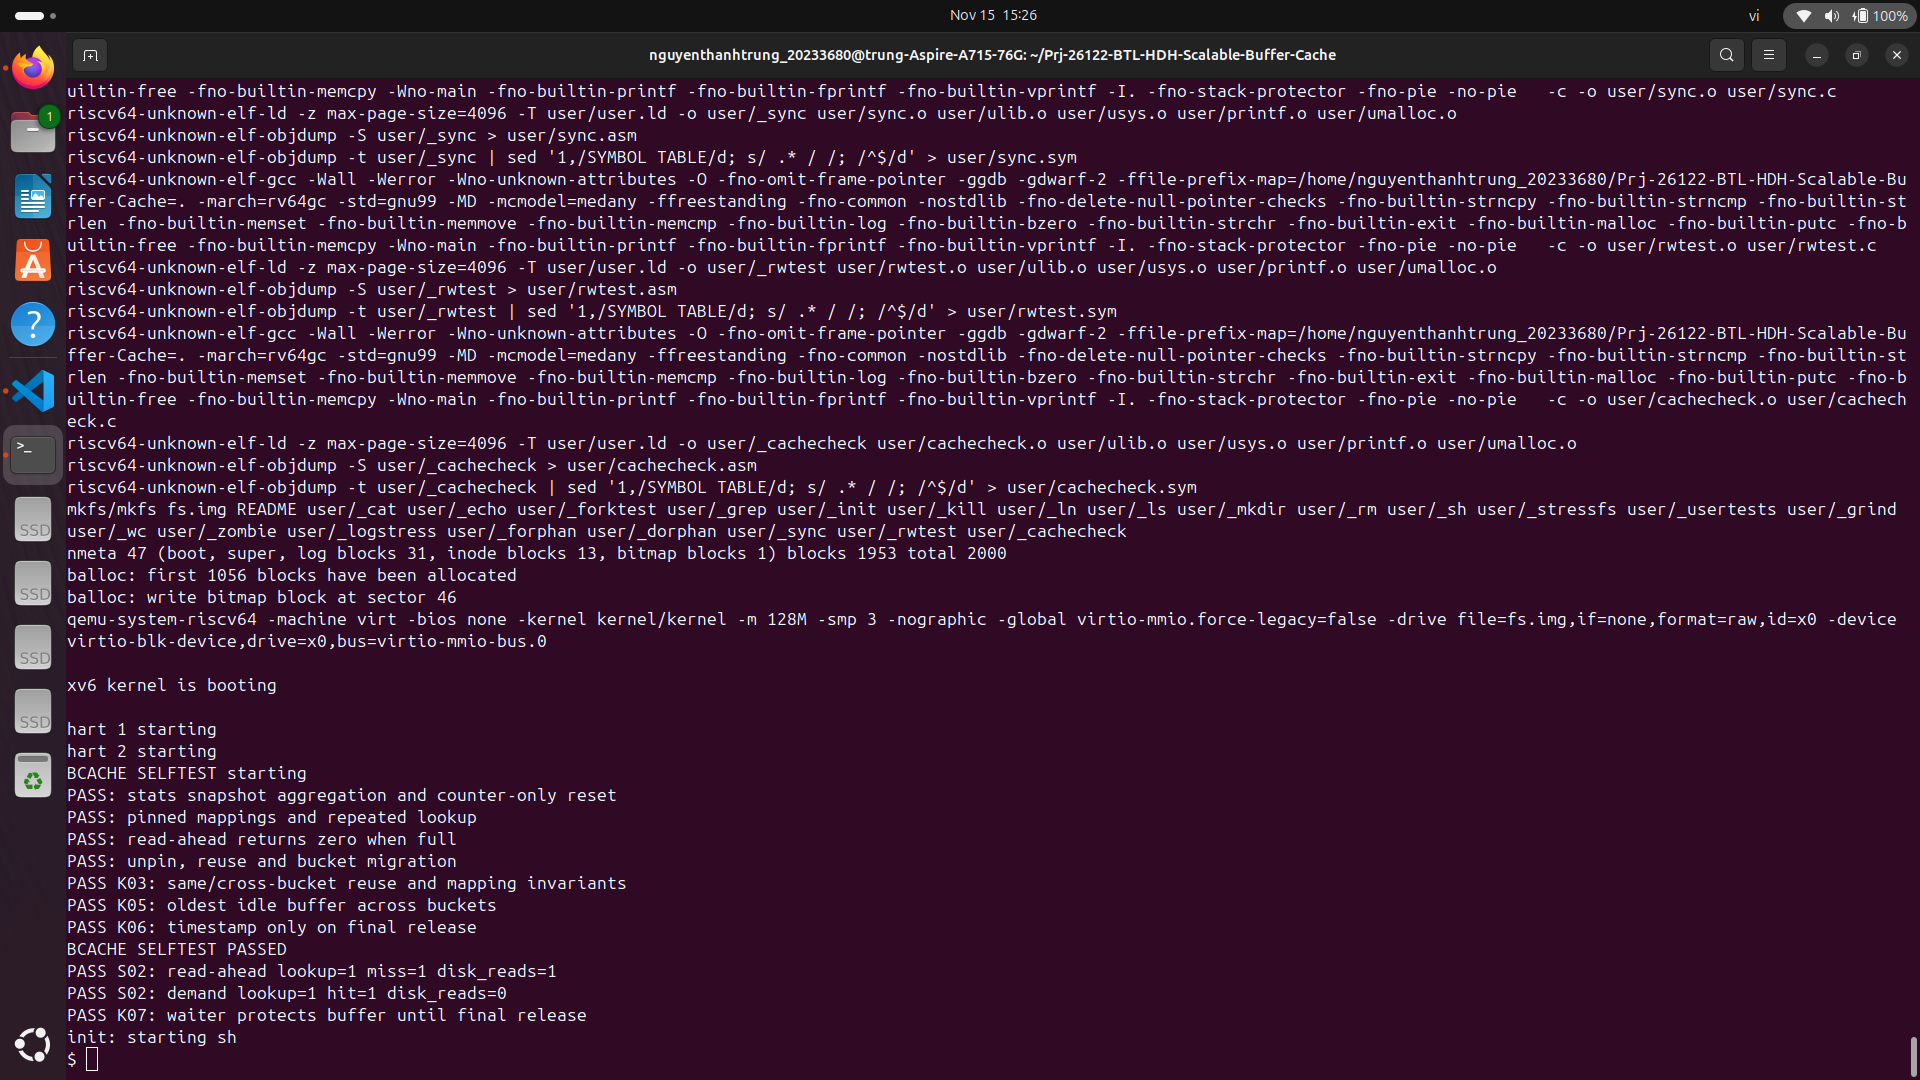 Nov 15 15:26
vi
100%
nguyenthanhtrung_20233680@trung-Aspire-A715-76G: ~/Prj-26122-BTL-HDH-Scalable-Buffer-Cache
1
SSD
SSD
SSD
SSD
uiltin-free -fno-builtin-memcpy -Wno-main -fno-builtin-printf -fno-builtin-fprintf -fno-builtin-vprintf -I. -fno-stack-protector -fno-pie -no-pie   -c -o user/sync.o user/sync.c
riscv64-unknown-elf-ld -z max-page-size=4096 -T user/user.ld -o user/_sync user/sync.o user/ulib.o user/usys.o user/printf.o user/umalloc.o
riscv64-unknown-elf-objdump -S user/_sync > user/sync.asm
riscv64-unknown-elf-objdump -t user/_sync | sed '1,/SYMBOL TABLE/d; s/ .* / /; /^$/d' > user/sync.sym
riscv64-unknown-elf-gcc -Wall -Werror -Wno-unknown-attributes -O -fno-omit-frame-pointer -ggdb -gdwarf-2 -ffile-prefix-map=/home/nguyenthanhtrung_20233680/Prj-26122-BTL-HDH-Scalable-Bu
ffer-Cache=. -march=rv64gc -std=gnu99 -MD -mcmodel=medany -ffreestanding -fno-common -nostdlib -fno-delete-null-pointer-checks -fno-builtin-strncpy -fno-builtin-strncmp -fno-builtin-st
rlen -fno-builtin-memset -fno-builtin-memmove -fno-builtin-memcmp -fno-builtin-log -fno-builtin-bzero -fno-builtin-strchr -fno-builtin-exit -fno-builtin-malloc -fno-builtin-putc -fno-b
uiltin-free -fno-builtin-memcpy -Wno-main -fno-builtin-printf -fno-builtin-fprintf -fno-builtin-vprintf -I. -fno-stack-protector -fno-pie -no-pie   -c -o user/rwtest.o user/rwtest.c
riscv64-unknown-elf-ld -z max-page-size=4096 -T user/user.ld -o user/_rwtest user/rwtest.o user/ulib.o user/usys.o user/printf.o user/umalloc.o
riscv64-unknown-elf-objdump -S user/_rwtest > user/rwtest.asm
riscv64-unknown-elf-objdump -t user/_rwtest | sed '1,/SYMBOL TABLE/d; s/ .* / /; /^$/d' > user/rwtest.sym
riscv64-unknown-elf-gcc -Wall -Werror -Wno-unknown-attributes -O -fno-omit-frame-pointer -ggdb -gdwarf-2 -ffile-prefix-map=/home/nguyenthanhtrung_20233680/Prj-26122-BTL-HDH-Scalable-Bu
ffer-Cache=. -march=rv64gc -std=gnu99 -MD -mcmodel=medany -ffreestanding -fno-common -nostdlib -fno-delete-null-pointer-checks -fno-builtin-strncpy -fno-builtin-strncmp -fno-builtin-st
rlen -fno-builtin-memset -fno-builtin-memmove -fno-builtin-memcmp -fno-builtin-log -fno-builtin-bzero -fno-builtin-strchr -fno-builtin-exit -fno-builtin-malloc -fno-builtin-putc -fno-b
uiltin-free -fno-builtin-memcpy -Wno-main -fno-builtin-printf -fno-builtin-fprintf -fno-builtin-vprintf -I. -fno-stack-protector -fno-pie -no-pie   -c -o user/cachecheck.o user/cachech
eck.c
riscv64-unknown-elf-ld -z max-page-size=4096 -T user/user.ld -o user/_cachecheck user/cachecheck.o user/ulib.o user/usys.o user/printf.o user/umalloc.o
riscv64-unknown-elf-objdump -S user/_cachecheck > user/cachecheck.asm
riscv64-unknown-elf-objdump -t user/_cachecheck | sed '1,/SYMBOL TABLE/d; s/ .* / /; /^$/d' > user/cachecheck.sym
mkfs/mkfs fs.img README user/_cat user/_echo user/_forktest user/_grep user/_init user/_kill user/_ln user/_ls user/_mkdir user/_rm user/_sh user/_stressfs user/_usertests user/_grind
user/_wc user/_zombie user/_logstress user/_forphan user/_dorphan user/_sync user/_rwtest user/_cachecheck
nmeta 47 (boot, super, log blocks 31, inode blocks 13, bitmap blocks 1) blocks 1953 total 2000
balloc: first 1056 blocks have been allocated
balloc: write bitmap block at sector 46
qemu-system-riscv64 -machine virt -bios none -kernel kernel/kernel -m 128M -smp 3 -nographic -global virtio-mmio.force-legacy=false -drive file=fs.img,if=none,format=raw,id=x0 -device
virtio-blk-device,drive=x0,bus=virtio-mmio-bus.0
xv6 kernel is booting
hart 1 starting
hart 2 starting
BCACHE SELFTEST starting
PASS: stats snapshot aggregation and counter-only reset
PASS: pinned mappings and repeated lookup
PASS: read-ahead returns zero when full
PASS: unpin, reuse and bucket migration
PASS K03: same/cross-bucket reuse and mapping invariants
PASS K05: oldest idle buffer across buckets
PASS K06: timestamp only on final release
BCACHE SELFTEST PASSED
PASS S02: read-ahead lookup=1 miss=1 disk_reads=1
PASS S02: demand lookup=1 hit=1 disk_reads=0
PASS K07: waiter protects buffer until final release
init: starting sh
$